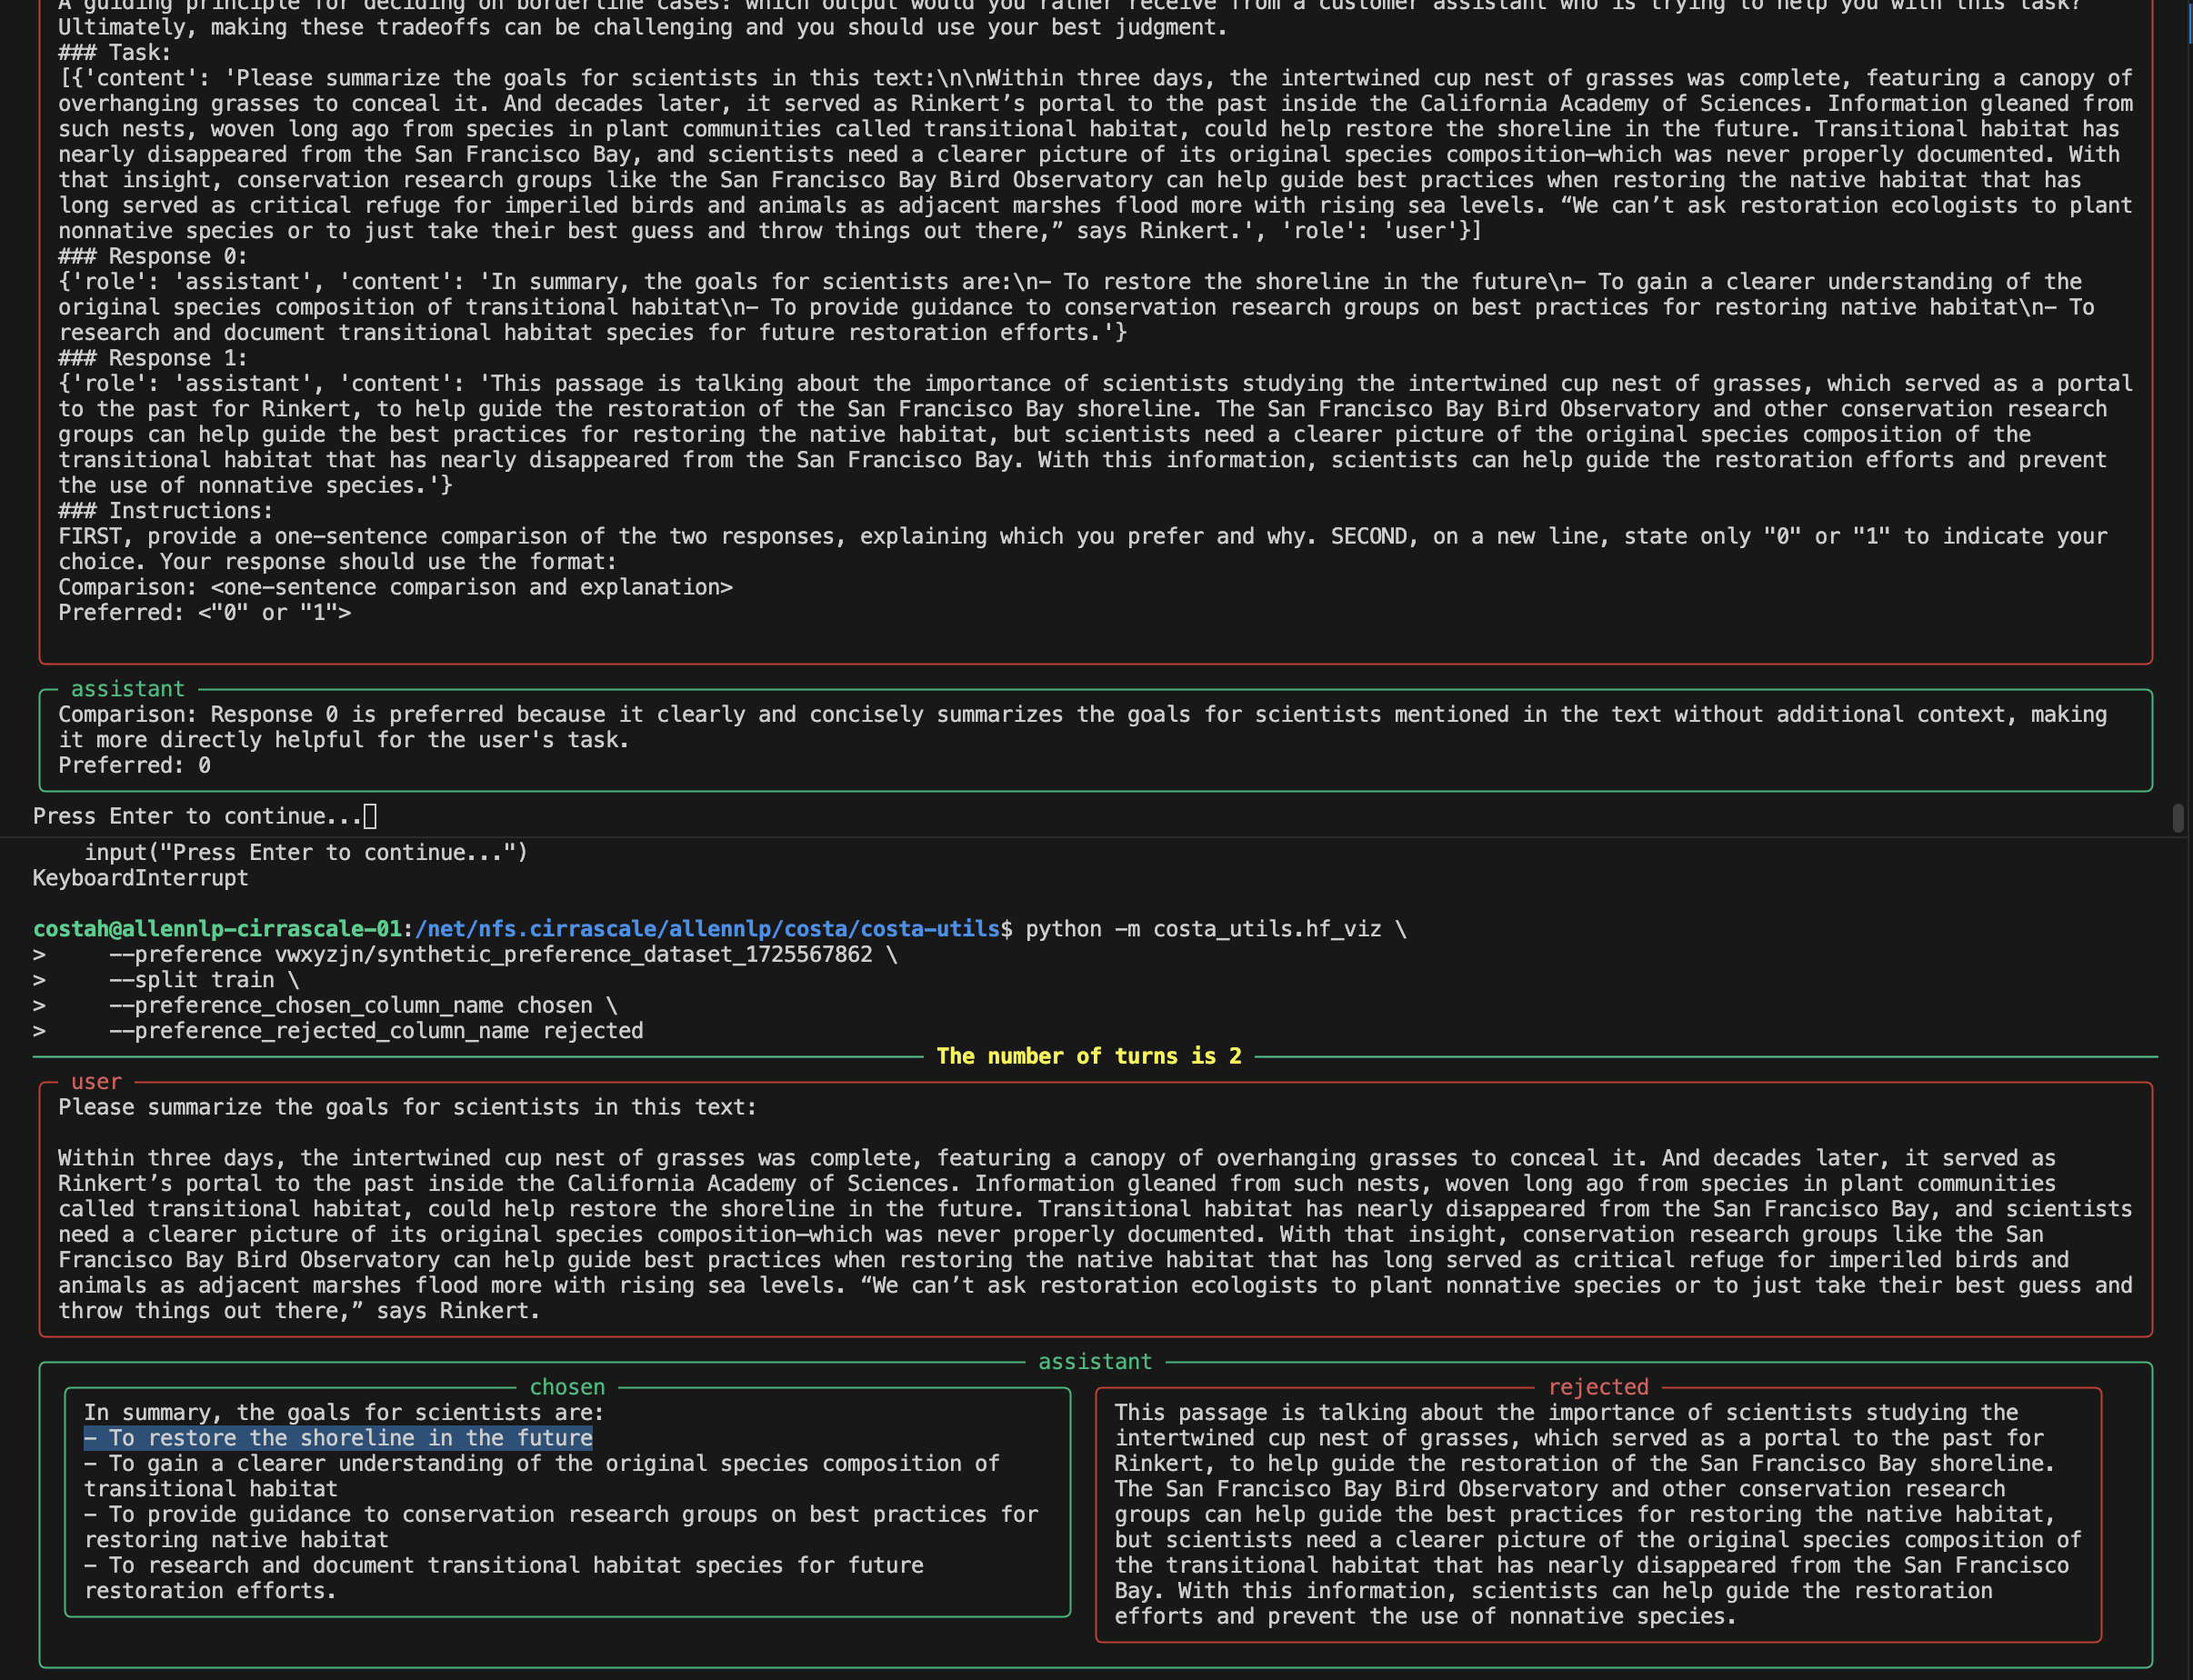 A guiding principle for deciding on borderline cases: which output would you rather receive from a customer assistant who is trying to help you with this task?
Ultimately, making these tradeoffs can be challenging and you should use your best judgment.
### Task:
[{'content': 'Please summarize the goals for scientists in this text:\n\nWithin three days, the intertwined cup nest of grasses was complete, featuring a canopy of
overhanging grasses to conceal it. And decades later, it served as Rinkert’s portal to the past inside the California Academy of Sciences. Information gleaned from
such nests, woven long ago from species in plant communities called transitional habitat, could help restore the shoreline in the future. Transitional habitat has
nearly disappeared from the San Francisco Bay, and scientists need a clearer picture of its original species composition—which was never properly documented. With
that insight, conservation research groups like the San Francisco Bay Bird Observatory can help guide best practices when restoring the native habitat that has
long served as critical refuge for imperiled birds and animals as adjacent marshes flood more with rising sea levels. “We can’t ask restoration ecologists to plant
nonnative species or to just take their best guess and throw things out there,” says Rinkert.', 'role': 'user'}]
### Response 0:
{'role': 'assistant', 'content': 'In summary, the goals for scientists are:\n- To restore the shoreline in the future\n- To gain a clearer understanding of the
original species composition of transitional habitat\n- To provide guidance to conservation research groups on best practices for restoring native habitat\n- To
research and document transitional habitat species for future restoration efforts.'}
### Response 1:
{'role': 'assistant', 'content': 'This passage is talking about the importance of scientists studying the intertwined cup nest of grasses, which served as a portal
to the past for Rinkert, to help guide the restoration of the San Francisco Bay shoreline. The San Francisco Bay Bird Observatory and other conservation research
groups can help guide the best practices for restoring the native habitat, but scientists need a clearer picture of the original species composition of the
transitional habitat that has nearly disappeared from the San Francisco Bay. With this information, scientists can help guide the restoration efforts and prevent
the use of nonnative species.'}
### Instructions:
FIRST, provide a one-sentence comparison of the two responses, explaining which you prefer and why. SECOND, on a new line, state only "0" or "1" to indicate your
choice. Your response should use the format:
Comparison: <one-sentence comparison and explanation>
Preferred: <"0" or "1">
assistant
Comparison: Response 0 is preferred because it clearly and concisely summarizes the goals for scientists mentioned in the text without additional context, making
it more directly helpful for the user's task.
Preferred: 0
Press Enter to continue...
input("Press Enter to continue...")
KeyboardInterrupt
costah@allennlp-cirrascale-01:/net/nfs.cirrascale/allennlp/costa/costa-utils$ python -m costa_utils.hf_viz \
> --preference vwxyzjn/synthetic_preference_dataset_1725567862 \
> --split train \
> --preference_chosen_column_name chosen \
> --preference_rejected_column_name rejected
The number of turns is 2
user
Please summarize the goals for scientists in this text:
Within three days, the intertwined cup nest of grasses was complete, featuring a canopy of overhanging grasses to conceal it. And decades later, it served as
Rinkert’s portal to the past inside the California Academy of Sciences. Information gleaned from such nests, woven long ago from species in plant communities
called transitional habitat, could help restore the shoreline in the future. Transitional habitat has nearly disappeared from the San Francisco Bay, and scientists
need a clearer picture of its original species composition—which was never properly documented. With that insight, conservation research groups like the San
Francisco Bay Bird Observatory can help guide best practices when restoring the native habitat that has long served as critical refuge for imperiled birds and
animals as adjacent marshes flood more with rising sea levels. “We can’t ask restoration ecologists to plant nonnative species or to just take their best guess and
throw things out there,” says Rinkert.
assistant
chosen
In summary, the goals for scientists are:
- To restore the shoreline in the future
- To gain a clearer understanding of the original species composition of
transitional habitat
- To provide guidance to conservation research groups on best practices for
restoring native habitat
- To research and document transitional habitat species for future
restoration efforts.
rejected
This passage is talking about the importance of scientists studying the
intertwined cup nest of grasses, which served as a portal to the past for
Rinkert, to help guide the restoration of the San Francisco Bay shoreline.
The San Francisco Bay Bird Observatory and other conservation research
groups can help guide the best practices for restoring the native habitat,
but scientists need a clearer picture of the original species composition of
the transitional habitat that has nearly disappeared from the San Francisco
Bay. With this information, scientists can help guide the restoration
efforts and prevent the use of nonnative species.